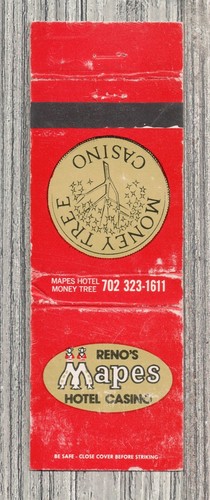 MONEY TREE
CASINO
MAPES HOTEL
MONEY TREE 702 323-1611
RENO'S
Mapes
HOTEL CASINO
BE SAFE - CLOSE COVER BEFORE STRIKING